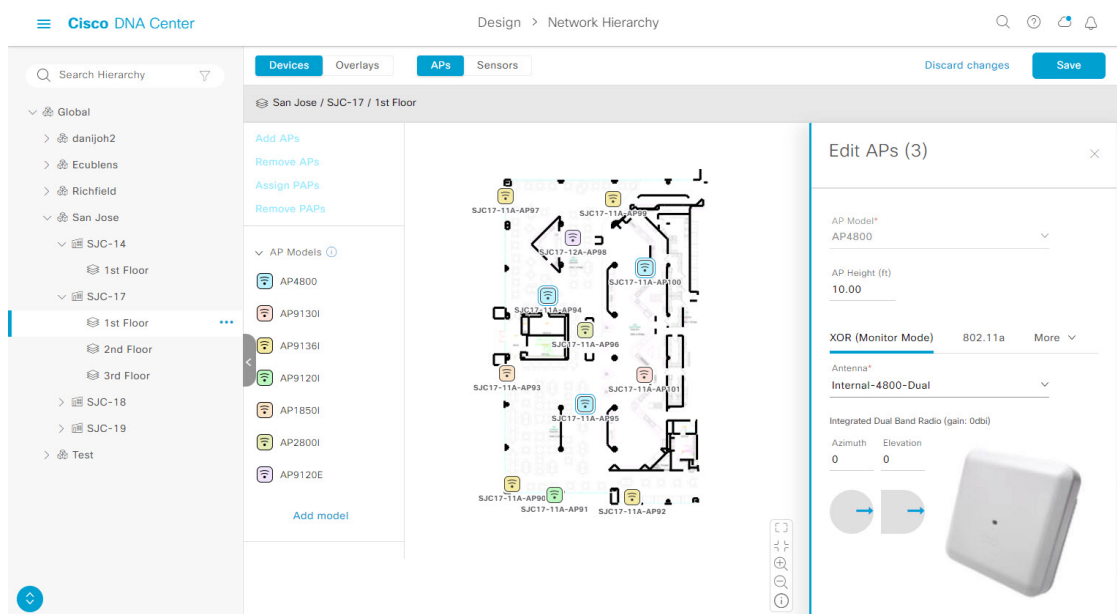 Cisco DNA Center
Design > Network Hierarchy
Search Hierarchy
Global
danijoh2
Ecublens
Richfield
San Jose
SJC-14
1st Floor
SJC-17
1st Floor
2nd Floor
3rd Floor
SJC-18
SJC-19
Test
Devices Overlays APs Sensors
Discard changes Save
San Jose / SJC-17 / 1st Floor
Add APs
Remove APs
Assign PAPs
Remove PAPs
AP Models
AP4800
AP9130I
AP9136I
AP9120I
AP1850I
AP2800I
AP9120E
Add model
SJC17-11A-AP97
SJC17-11A-AP99
SJC17-12A-AP98
SJC17-11A-AP100
SJC17-11A-AP94
SJC17-11A-AP96
SJC17-11A-AP93
SJC17-11A-AP101
SJC17-11A-AP95
SJC17-11A-AP90
SJC17-11A-AP91
SJC17-11A-AP92
Edit APs (3)
AP Model*
AP4800
AP Height (ft)
10.00
XOR (Monitor Mode) 802.11a More
Antenna*
Internal-4800-Dual
Integrated Dual Band Radio (gain: 0dbi)
Azimuth Elevation
0 0